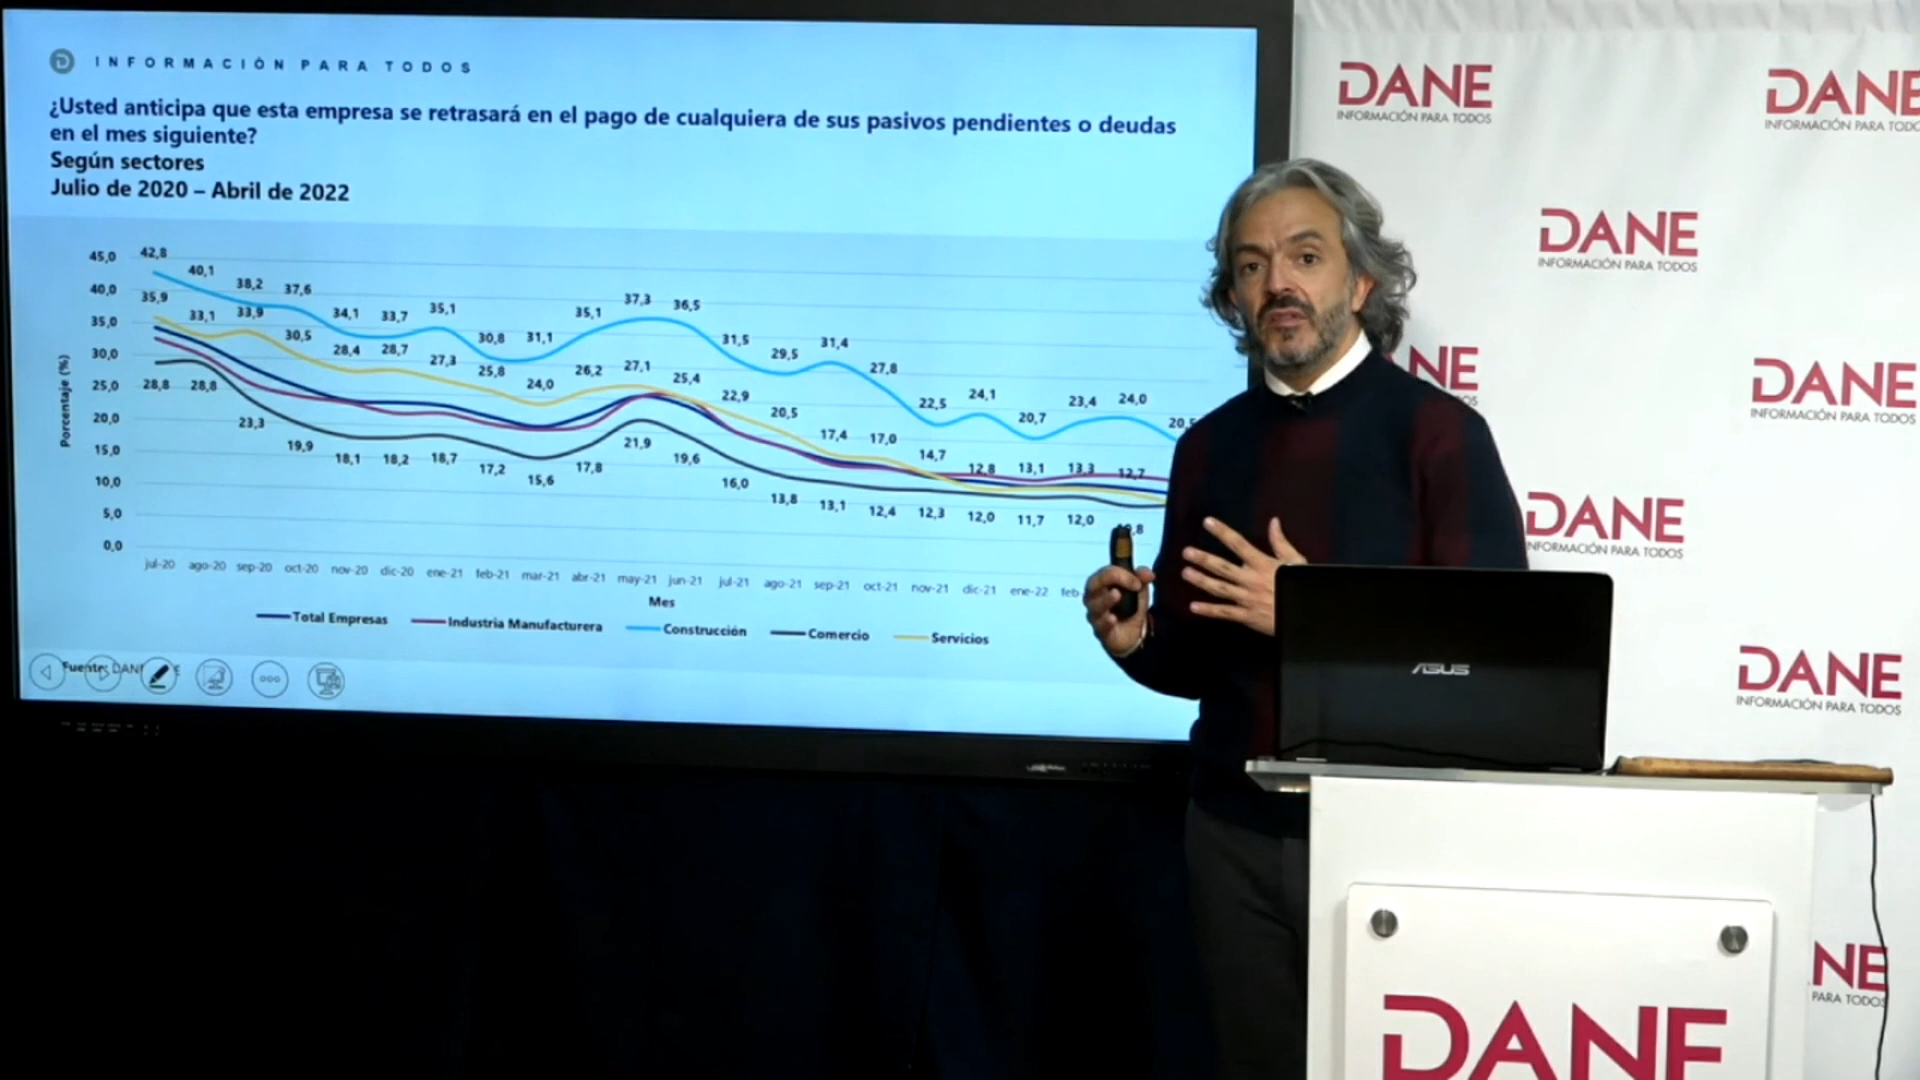 INFORMACIÓN PARA TODOS
¿Usted anticipa que esta empresa se retrasará en el pago de cualquiera de sus pasivos pendientes o deudas
en el mes siguiente?
Según sectores
Julio de 2020 – Abril de 2022
Porcentaje (%)
45,0
40,0
35,0
30,0
25,0
20,0
15,0
10,0
5,0
0,0
42,8 40,1 38,2 37,6 34,1 33,7 35,1 30,8 31,1 35,1 37,3 36,5 31,5 29,5 31,4 27,8 22,5 24,1 20,7 23,4 24,0
35,9 33,1 33,9 30,5 28,4 28,7 27,3 25,8 24,0 26,2 27,1 25,4 22,9 20,5 17,4 17,0 14,7 12,8 13,1 13,3 12,7
28,8 28,8 23,3 19,9 18,1 18,2 18,7 17,2 15,6 17,8 21,9 19,6 16,0 13,8 13,1 12,4 12,3 12,0 11,7 12,0
jul-20 ago-20 sep-20 oct-20 nov-20 dic-20 ene-21 feb-21 mar-21 abr-21 may-21 jun-21 jul-21 ago-21 sep-21 oct-21 nov-21 dic-21 ene-22 feb
Mes
Total Empresas Industria Manufacturera Construcción Comercio Servicios
Fuente: DANE
DANE
INFORMACIÓN PARA TODOS
DANE
INFORMACIÓN PARA TODO
DANE
INFORMACIÓN PARA TODOS
NE
DOS
DANE
INFORMACIÓN PARA TODOS
DANE
INFORMACIÓN PARA TODOS
DANE
INFORMACIÓN PARA TODOS
NE
PARA TODOS
ASUS
DANE